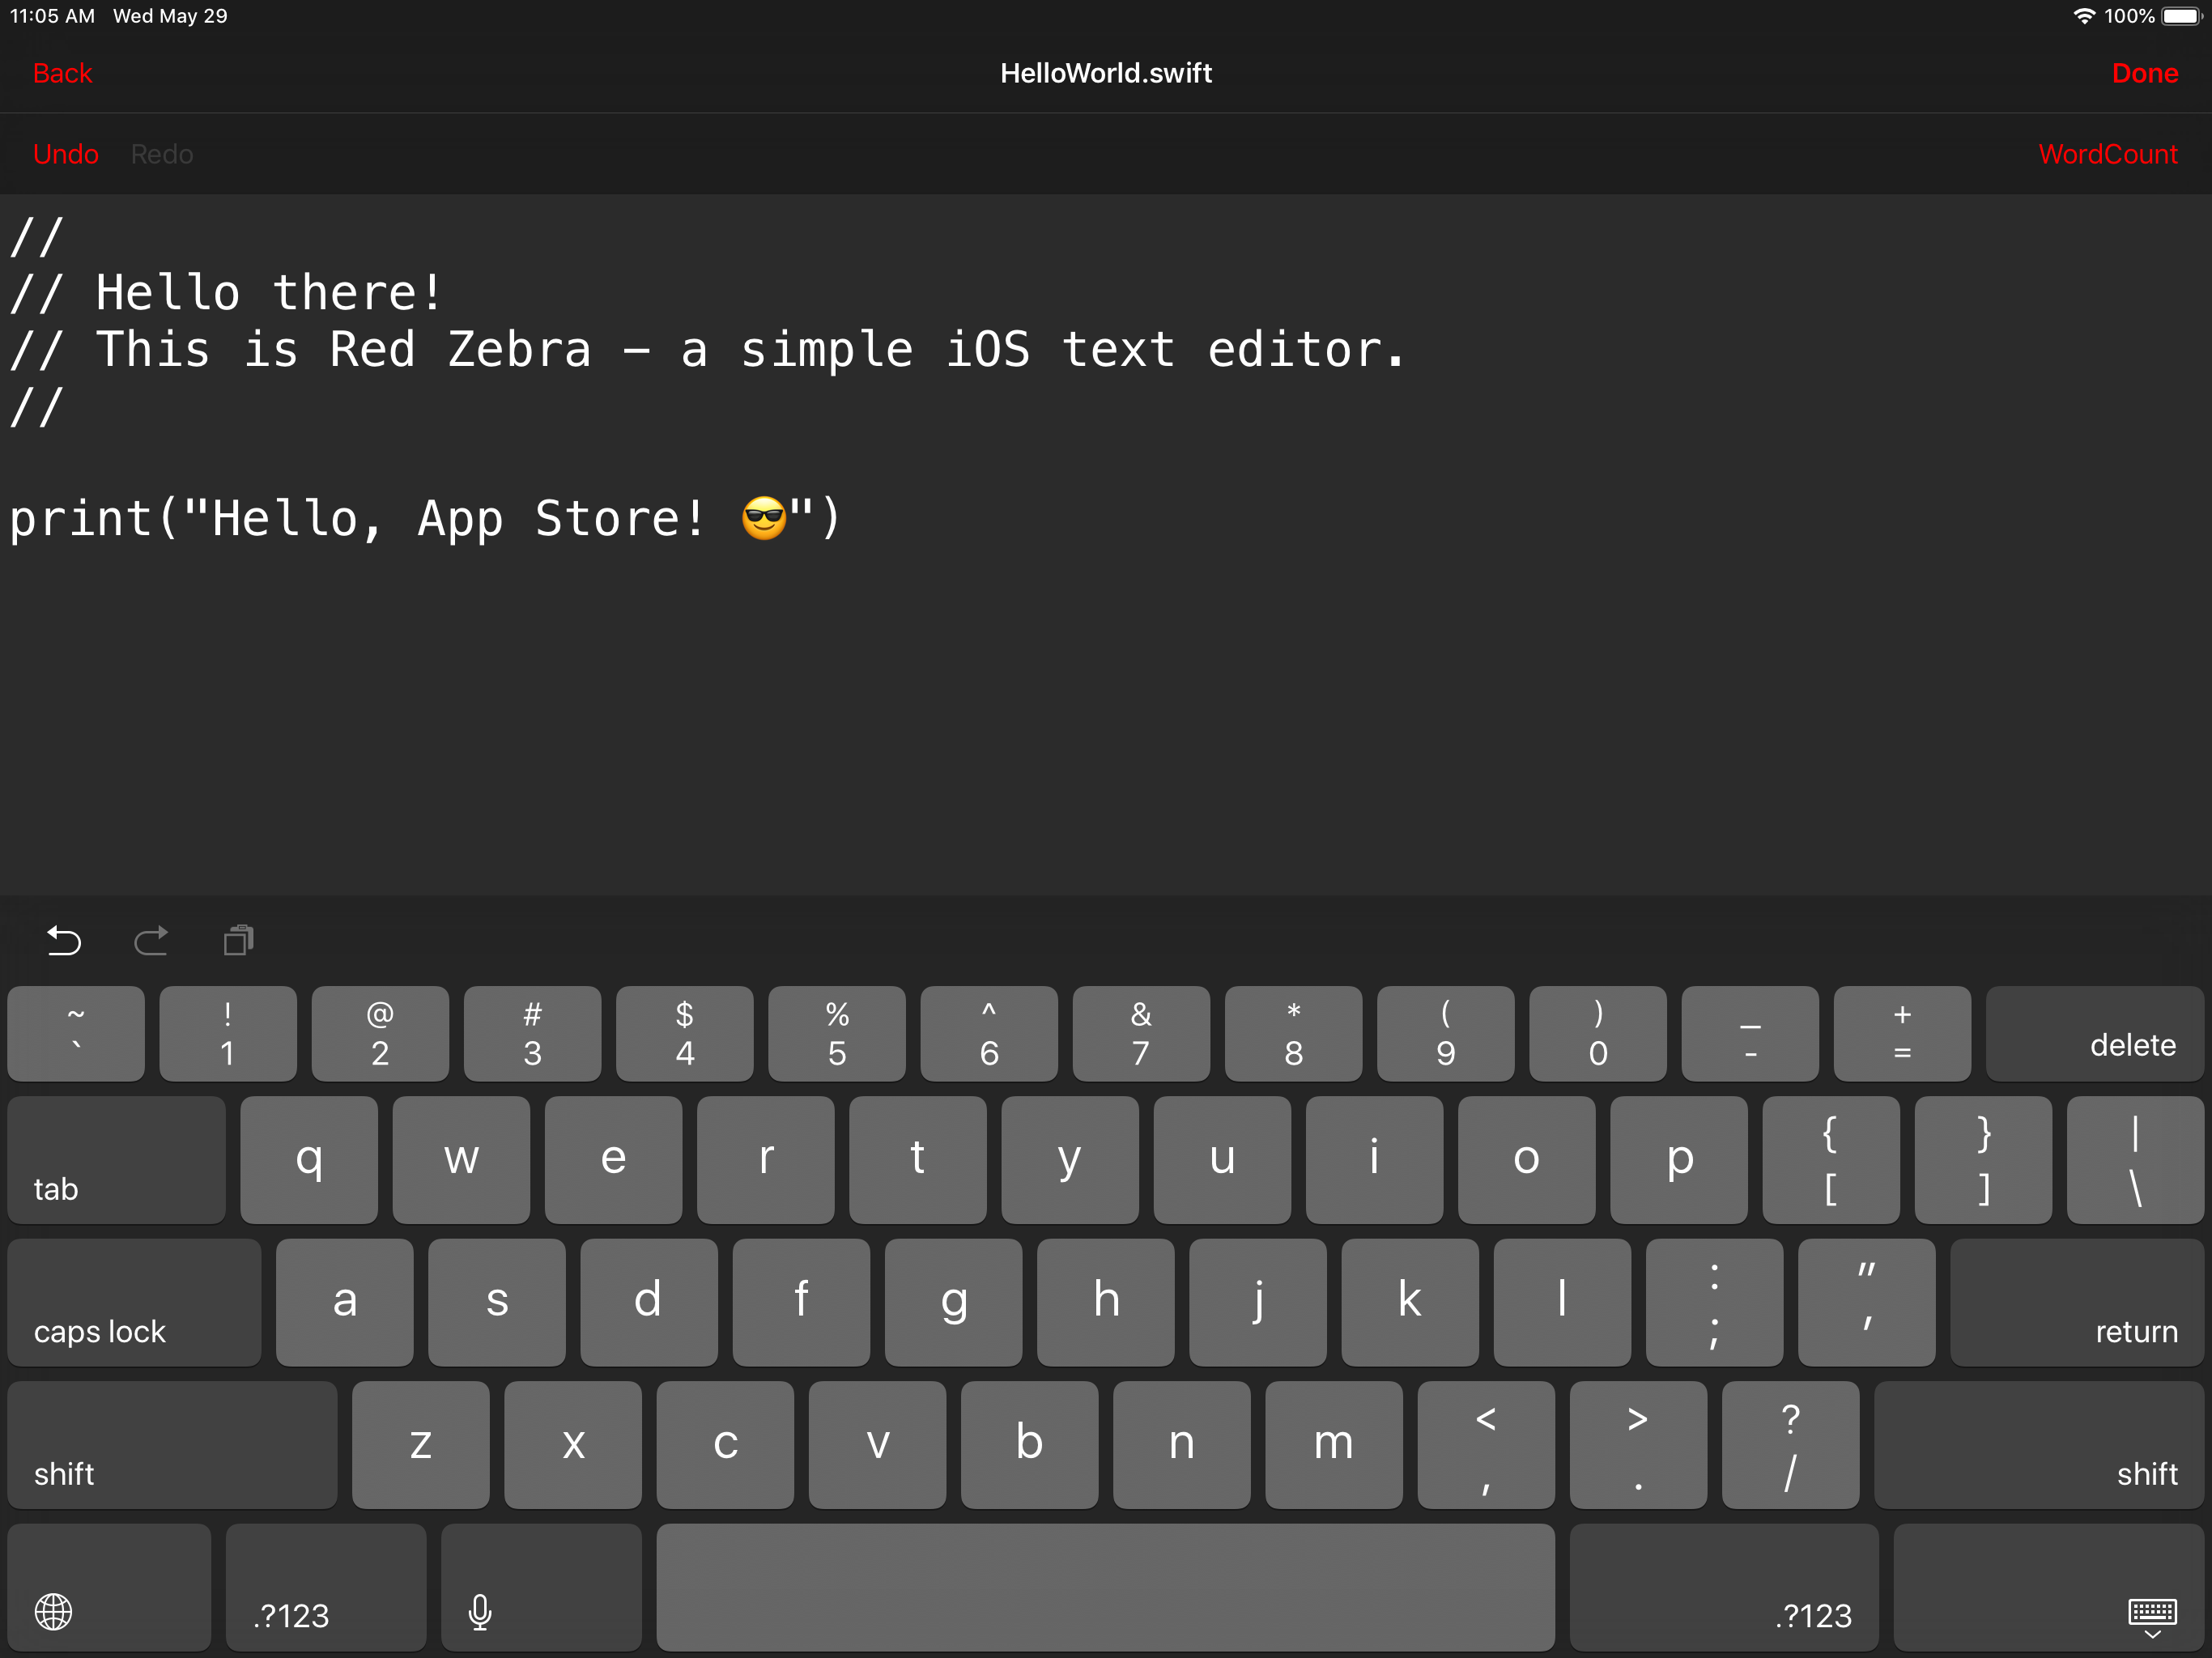 11:05 AM Wed May 29 100%
Back HelloWorld.swift Done
Undo Redo WordCount
//
// Hello there!
// This is Red Zebra – a simple iOS text editor.
//
print("Hello, App Store! 😎")
~ ! @ # $ % ^ & * ( ) _ +
` 1 2 3 4 5 6 7 8 9 0 - = delete
tab q w e r t y u i o p { [ } ] | \
caps lock a s d f g h j k l : ; " ' return
shift z x c v b n m < , > . ? / shift
.?123 .?123